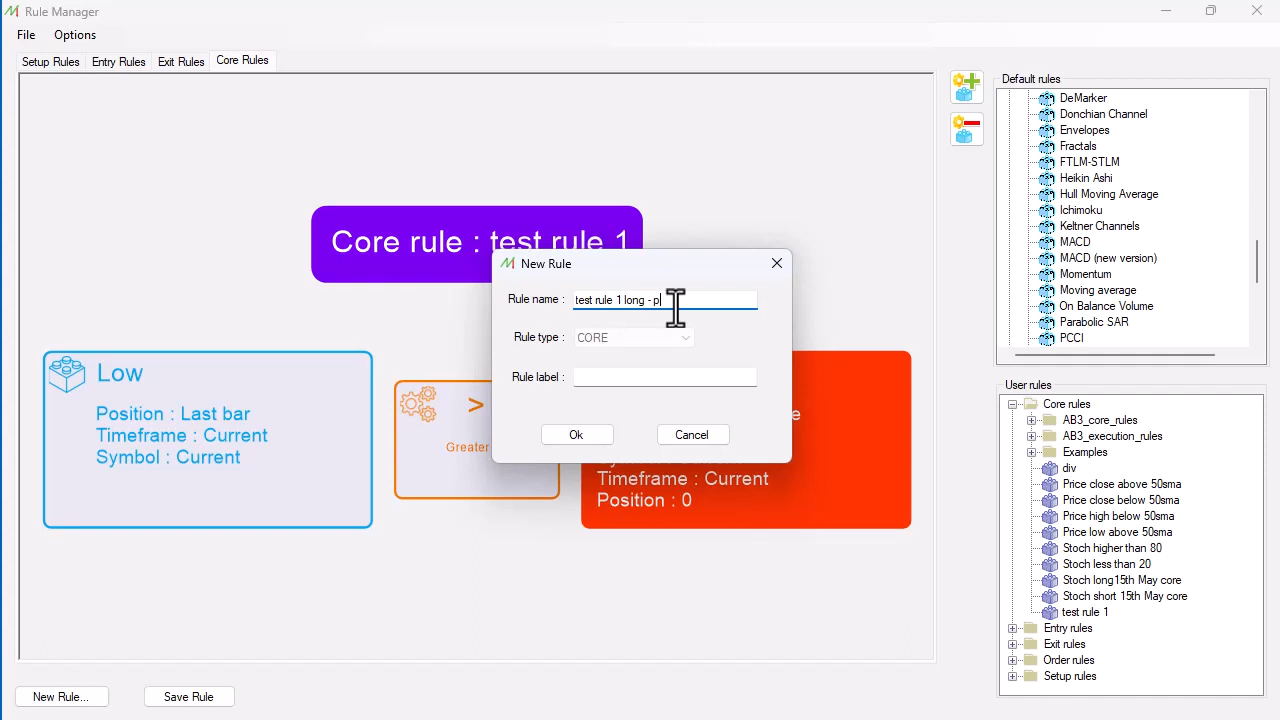 Rule Manager
File Options
Setup Rules Entry Rules Exit Rules Core Rules
Core rule : test rule 1
Low
Position : Last bar
Timeframe : Current
Symbol : Current
>
Greater
Timeframe : Current
Position : 0
New Rule
Rule name : test rule 1 long - p
Rule type : CORE
Rule label :
Ok Cancel
Default rules
DeMarker
Donchian Channel
Envelopes
Fractals
FTLM-STLM
Heikin Ashi
Hull Moving Average
Ichimoku
Keltner Channels
MACD
MACD (new version)
Momentum
Moving average
On Balance Volume
Parabolic SAR
PCCI
User rules
Core rules
AB3_core_rules
AB3_execution_rules
Examples
div
Price close above 50sma
Price close below 50sma
Price high below 50sma
Price low above 50sma
Stoch higher than 80
Stoch less than 20
Stoch long15th May core
Stoch short 15th May core
test rule 1
Entry rules
Exit rules
Order rules
Setup rules
New Rule... Save Rule